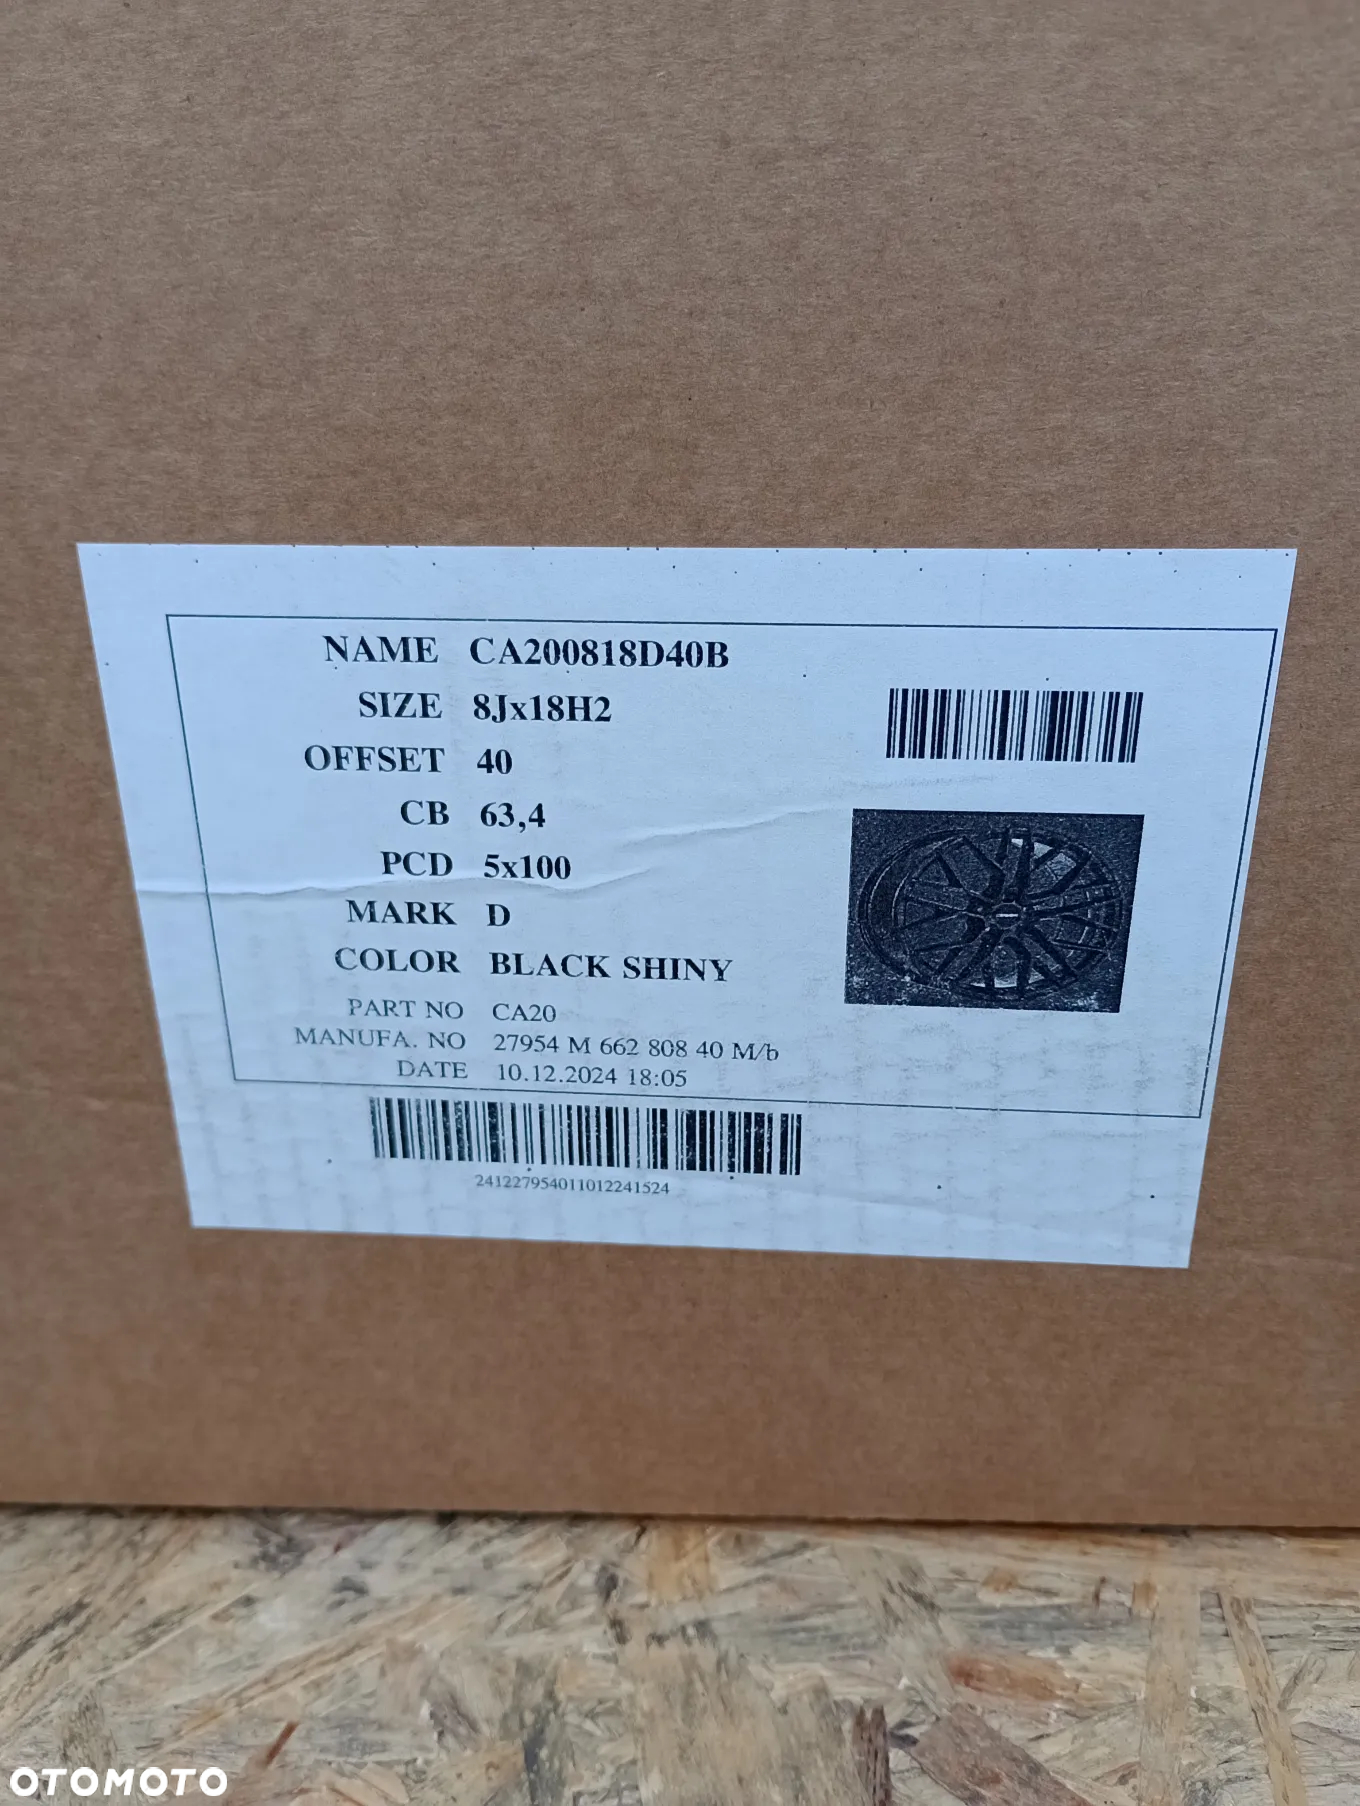 NAME CA200818D40B
SIZE 8Jx18H2
OFFSET 40
CB 63,4
PCD 5x100
MARK D
COLOR BLACK SHINY
PART NO CA20
MANUFA. NO 27954 M 662 808 40 M/b
DATE 10.12.2024 18:05
241227954011012241524
OTOMOTO